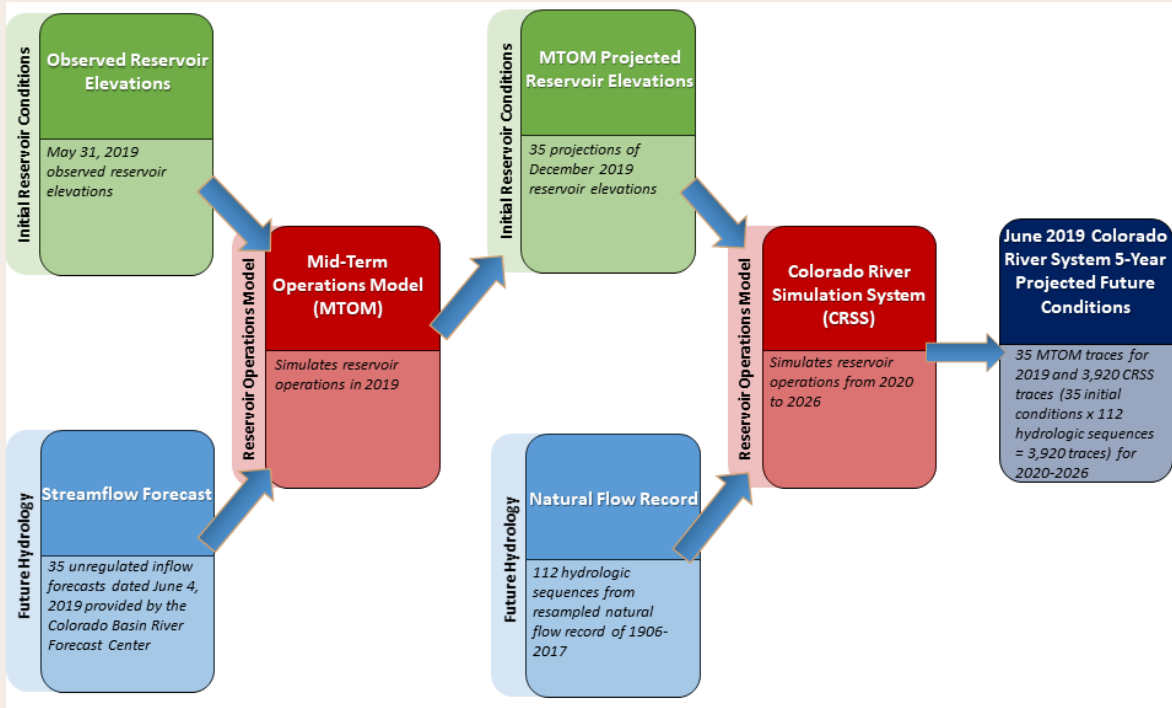 Initial Reservoir Conditions
Observed Reservoir
Elevations
May 31, 2019
observed reservoir
elevations
Future Hydrology
Streamflow Forecast
35 unregulated inflow
forecasts dated June 4,
2019 provided by the
Colorado Basin River
Forecast Center
Reservoir Operations Model
Mid-Term
Operations Model
(MTOM)
Simulates reservoir
operations in 2019
Initial Reservoir Conditions
MTOM Projected
Reservoir Elevations
35 projections of
December 2019
reservoir elevations
Future Hydrology
Natural Flow Record
112 hydrologic
sequences from
resampled natural
flow record of 1906-
2017
Reservoir Operations Model
Colorado River
Simulation System
(CRSS)
Simulates reservoir
operations from 2020
to 2026
June 2019 Colorado
River System 5-Year
Projected Future
Conditions
35 MTOM traces for
2019 and 3,920 CRSS
traces (35 initial
conditions x 112
hydrologic sequences
= 3,920 traces) for
2020-2026